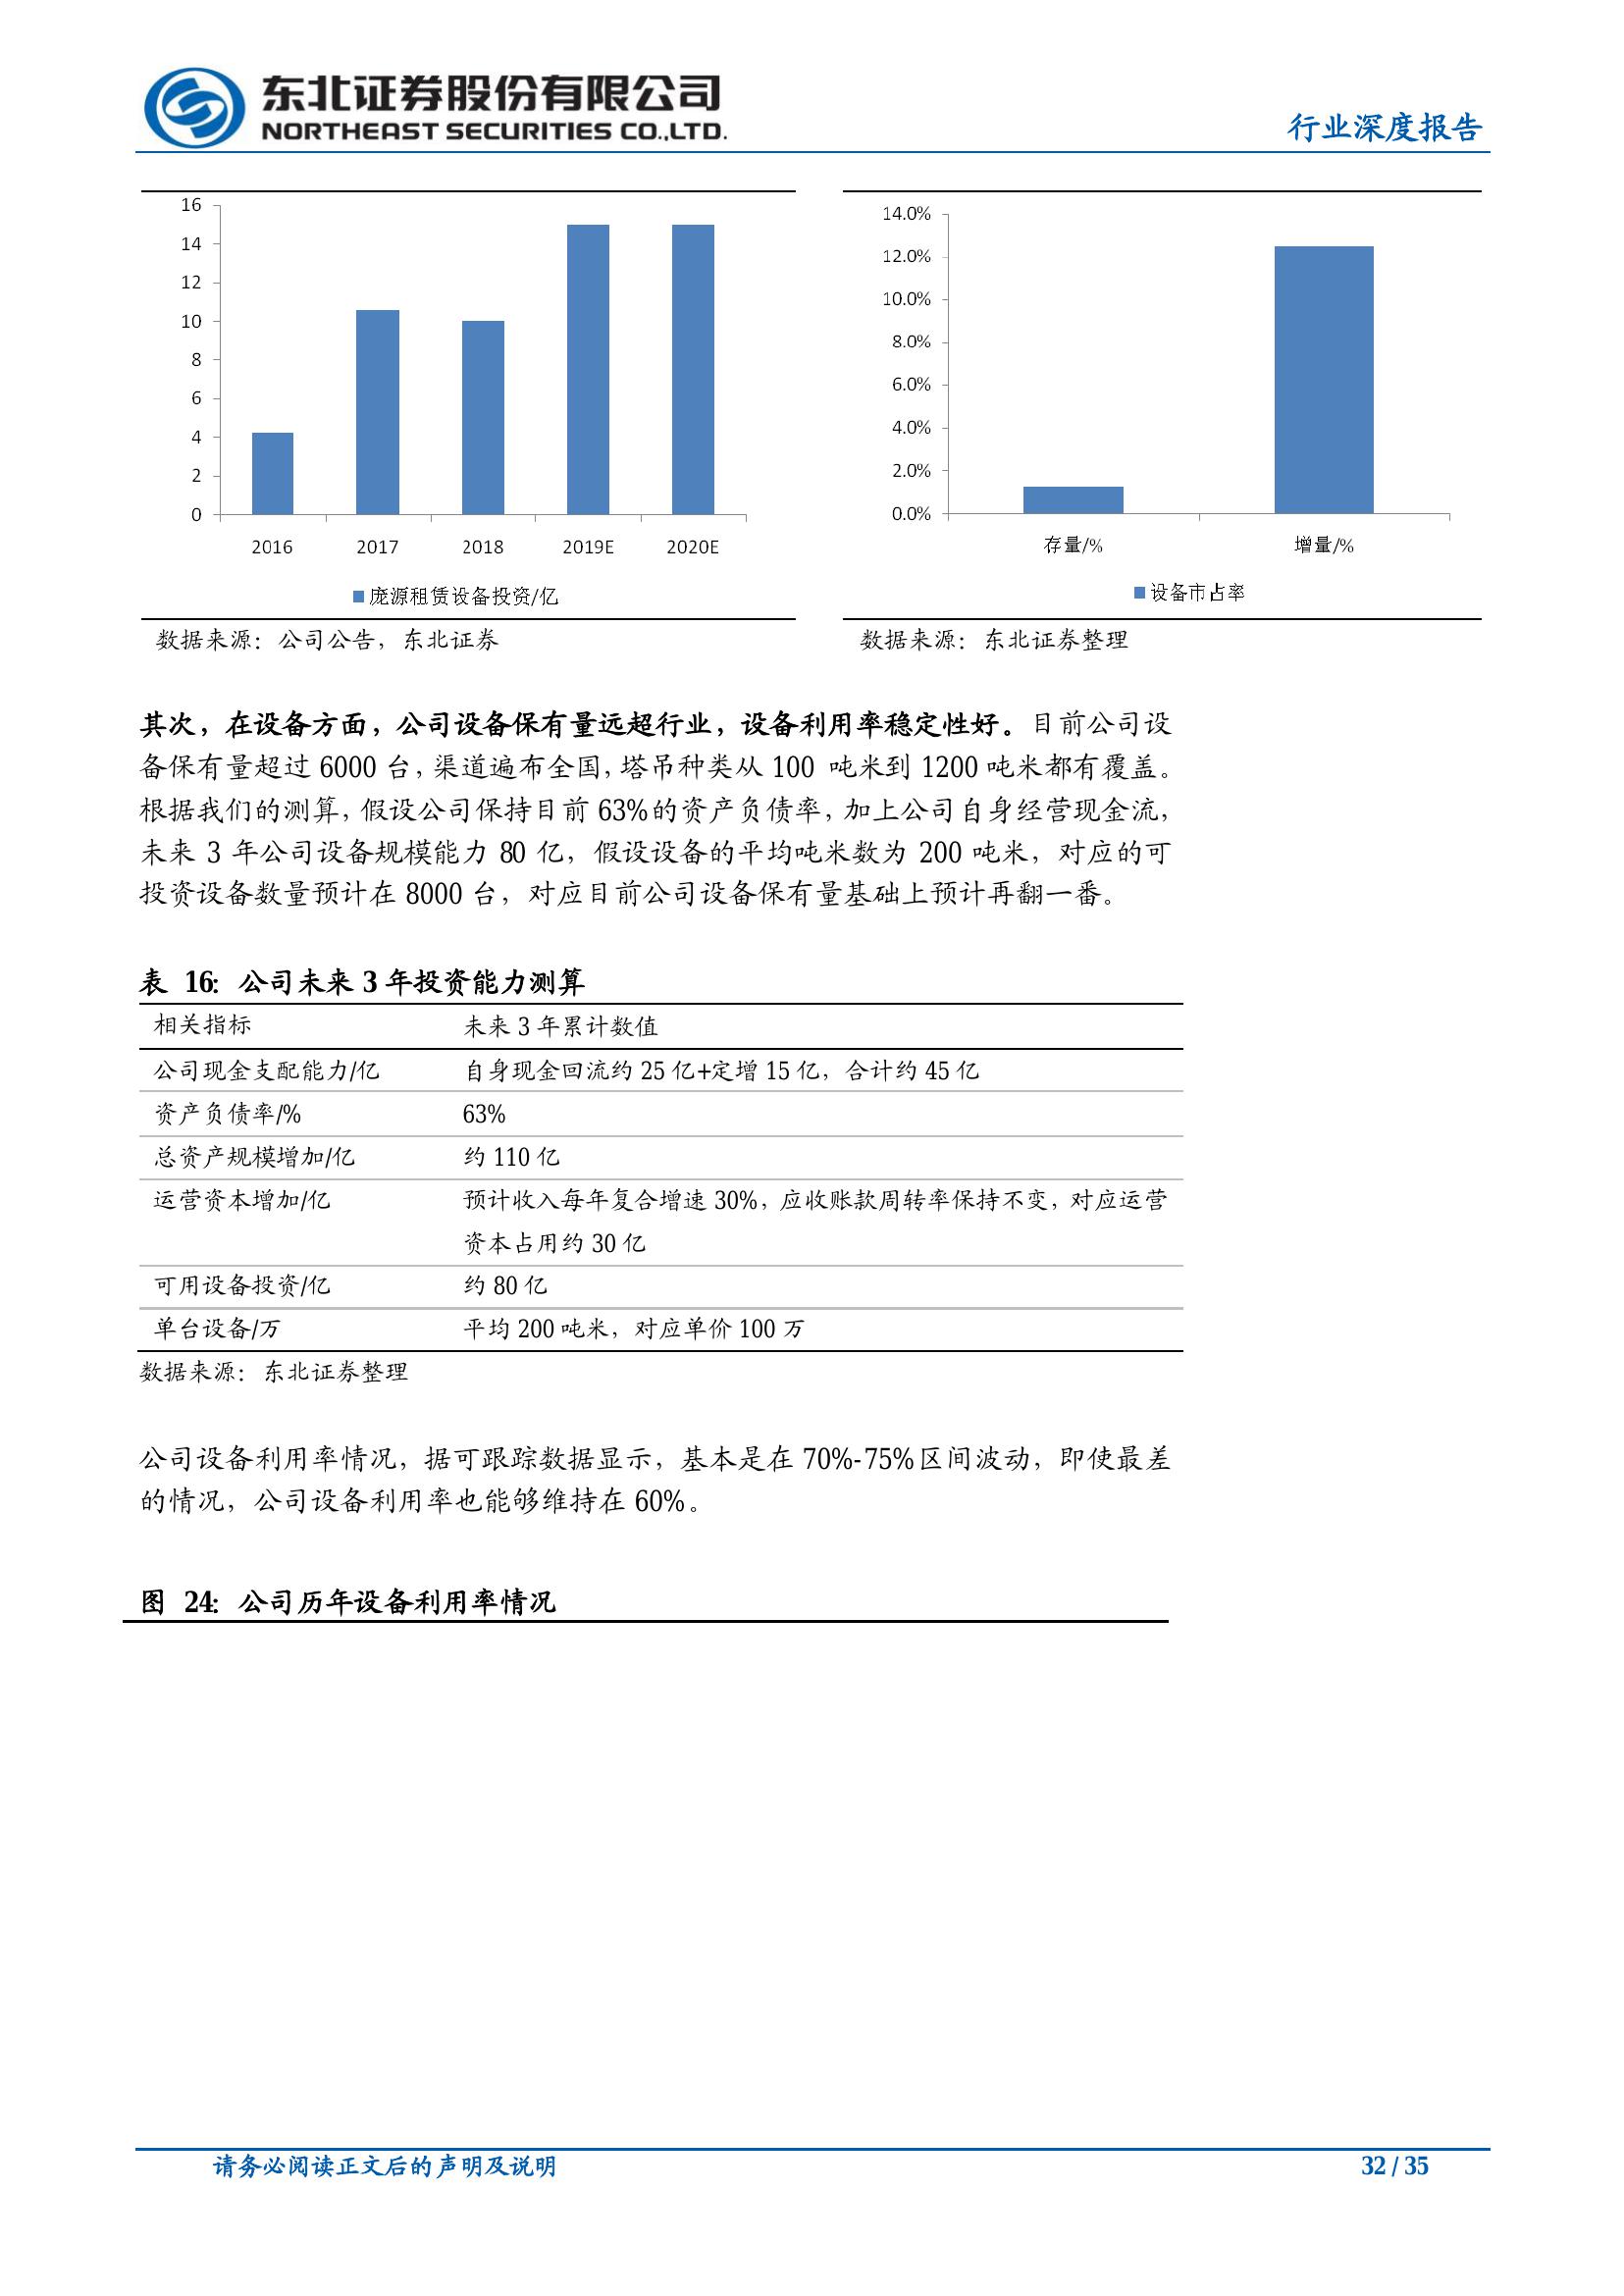 东北证券股份有限公司
NORTHEAST SECURITIES CO.,LTD.
行业深度报告
16
14
12
10
8
6
4
2
0
2016 2017 2018 2019E 2020E
庞源租赁设备投资/亿
数据来源：公司公告，东北证券
14.0%
12.0%
10.0%
8.0%
6.0%
4.0%
2.0%
0.0%
存量/% 增量/%
设备市占率
数据来源：东北证券整理
其次，在设备方面，公司设备保有量远超行业，设备利用率稳定性好。目前公司设
备保有量超过 6000 台，渠道遍布全国，塔吊种类从 100 吨米到 1200 吨米都有覆盖。
根据我们的测算，假设公司保持目前 63%的资产负债率，加上公司自身经营现金流，
未来 3 年公司设备规模能力 80 亿，假设设备的平均吨米数为 200 吨米，对应的可
投资设备数量预计在 8000 台，对应目前公司设备保有量基础上预计再翻一番。
表 16：公司未来 3 年投资能力测算
相关指标 未来 3 年累计数值
公司现金支配能力/亿 自身现金回流约 25 亿+定增 15 亿，合计约 45 亿
资产负债率/% 63%
总资产规模增加/亿 约 110 亿
运营资本增加/亿 预计收入每年复合增速 30%，应收账款周转率保持不变，对应运营
资本占用约 30 亿
可用设备投资/亿 约 80 亿
单台设备/万 平均 200 吨米，对应单价 100 万
数据来源：东北证券整理
公司设备利用率情况，据可跟踪数据显示，基本是在 70%-75%区间波动，即使最差
的情况，公司设备利用率也能够维持在 60%。
图 24：公司历年设备利用率情况
请务必阅读正文后的声明及说明
32 / 35